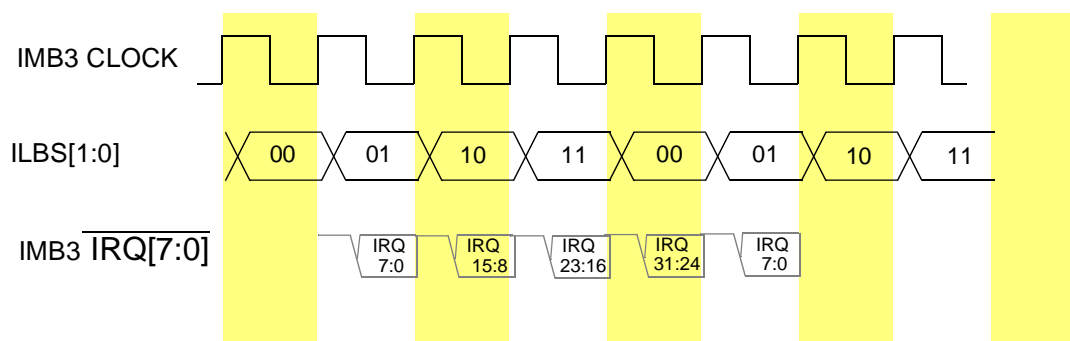 IMB3 CLOCK
ILBS[1:0]
00 01 10 11 00 01 10 11
IMB3 IRQ[7:0]
IRQ IRQ IRQ IRQ IRQ
7:0 15:8 23:16 31:24 7:0